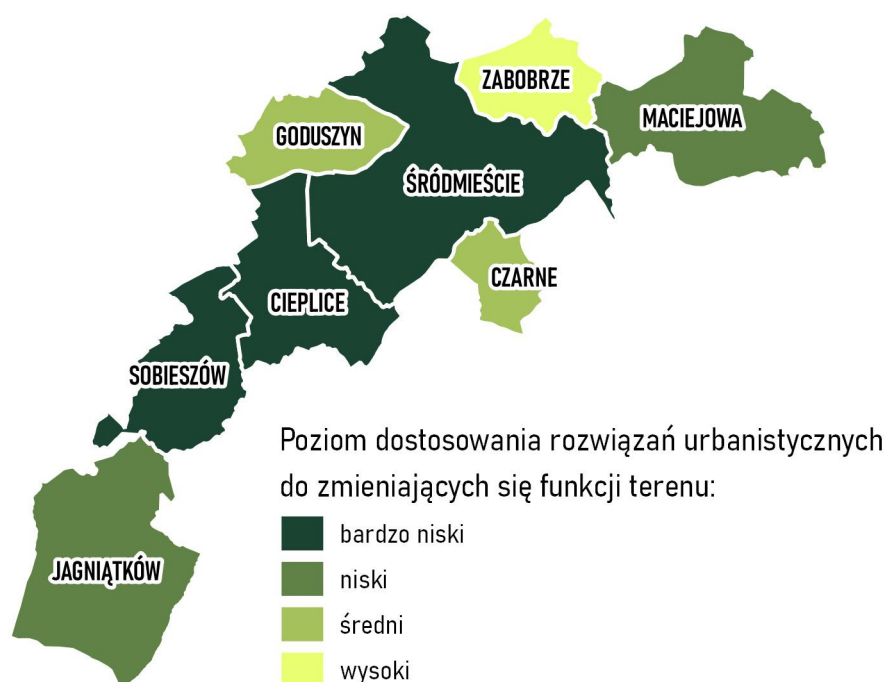 ZABOBRZE
MACIEJOWA
GODUSZYN
ŚRÓDMIEŚCIE
CZARNE
CIEPLICE
SOBIESZÓW
JAGNIĄTKÓW
Poziom dostosowania rozwiązań urbanistycznych
do zmieniających się funkcji terenu:
bardzo niski
niski
średni
wysoki